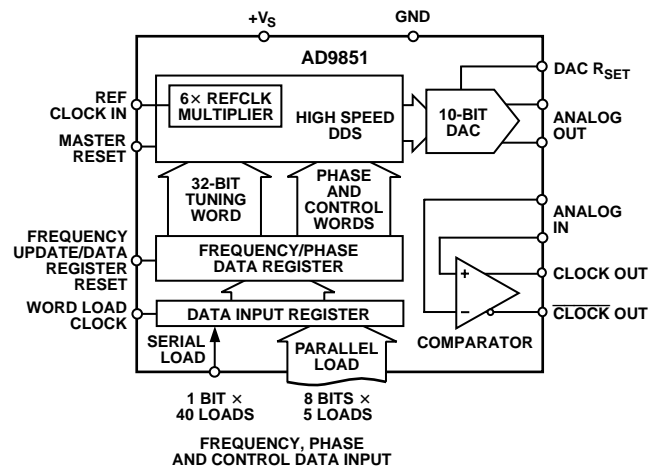 +VS
GND
AD9851
REF
CLOCK IN
6× REFCLK
MULTIPLIER
HIGH SPEED
DDS
10-BIT
DAC
DAC RSET
ANALOG
OUT
MASTER
RESET
32-BIT
TUNING
WORD
PHASE
AND
CONTROL
WORDS
ANALOG
IN
FREQUENCY
UPDATE/DATA
REGISTER
RESET
FREQUENCY/PHASE
DATA REGISTER
+
CLOCK OUT
WORD LOAD
CLOCK
DATA INPUT REGISTER
–
CLOCK OUT
COMPARATOR
SERIAL
LOAD
PARALLEL
LOAD
1 BIT ×
40 LOADS
8 BITS ×
5 LOADS
FREQUENCY, PHASE
AND CONTROL DATA INPUT